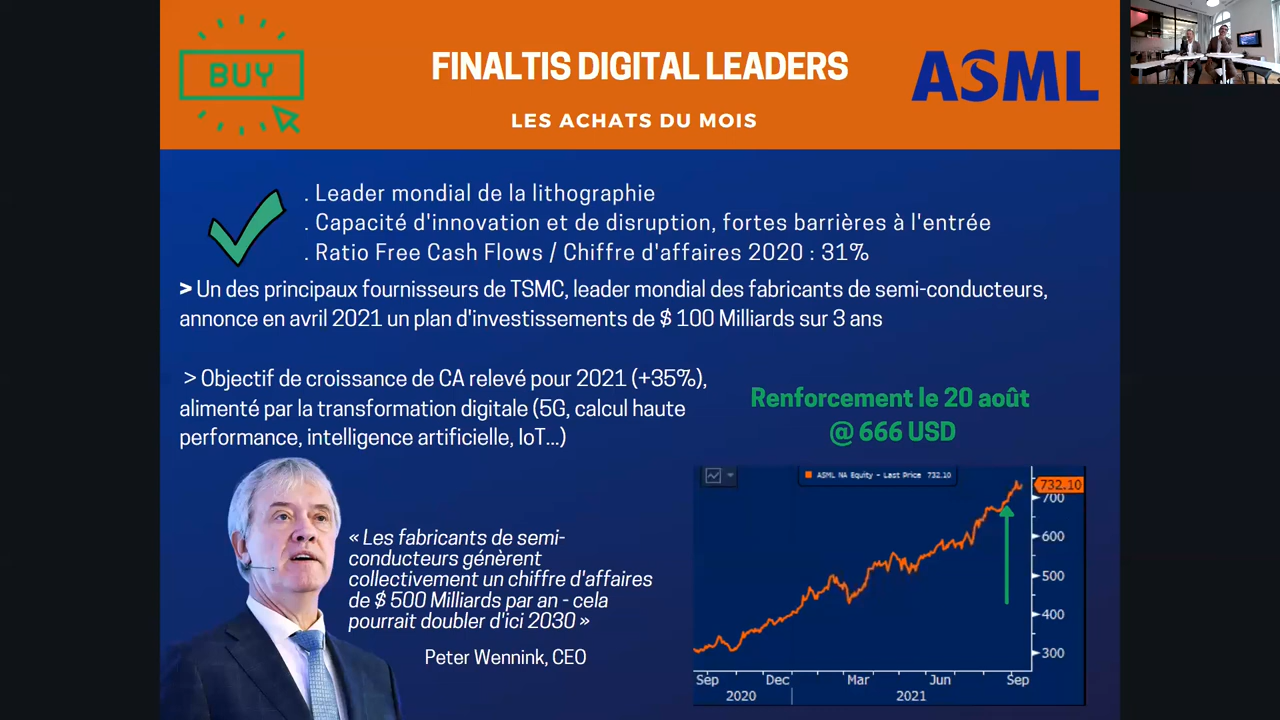 BUY
FINALTIS DIGITAL LEADERS
ASML
LES ACHATS DU MOIS
. Leader mondial de la lithographie
. Capacité d'innovation et de disruption, fortes barrières à l'entrée
. Ratio Free Cash Flows / Chiffre d'affaires 2020 : 31%
> Un des principaux fournisseurs de TSMC, leader mondial des fabricants de semi-conducteurs,
annonce en avril 2021 un plan d'investissements de $ 100 Milliards sur 3 ans
> Objectif de croissance de CA relevé pour 2021 (+35%),
alimenté par la transformation digitale (5G, calcul haute
performance, intelligence artificielle, IoT...)
Renforcement le 20 août
@ 666 USD
« Les fabricants de semi-
conducteurs génèrent
collectivement un chiffre d'affaires
de $ 500 Milliards par an - cela
pourrait doubler d'ici 2030 »
Peter Wennink, CEO
ASML NA Equity - Last Price 732.10
732.10
700
600
500
400
300
Sep Dec Mar Jun Sep
2020 2021